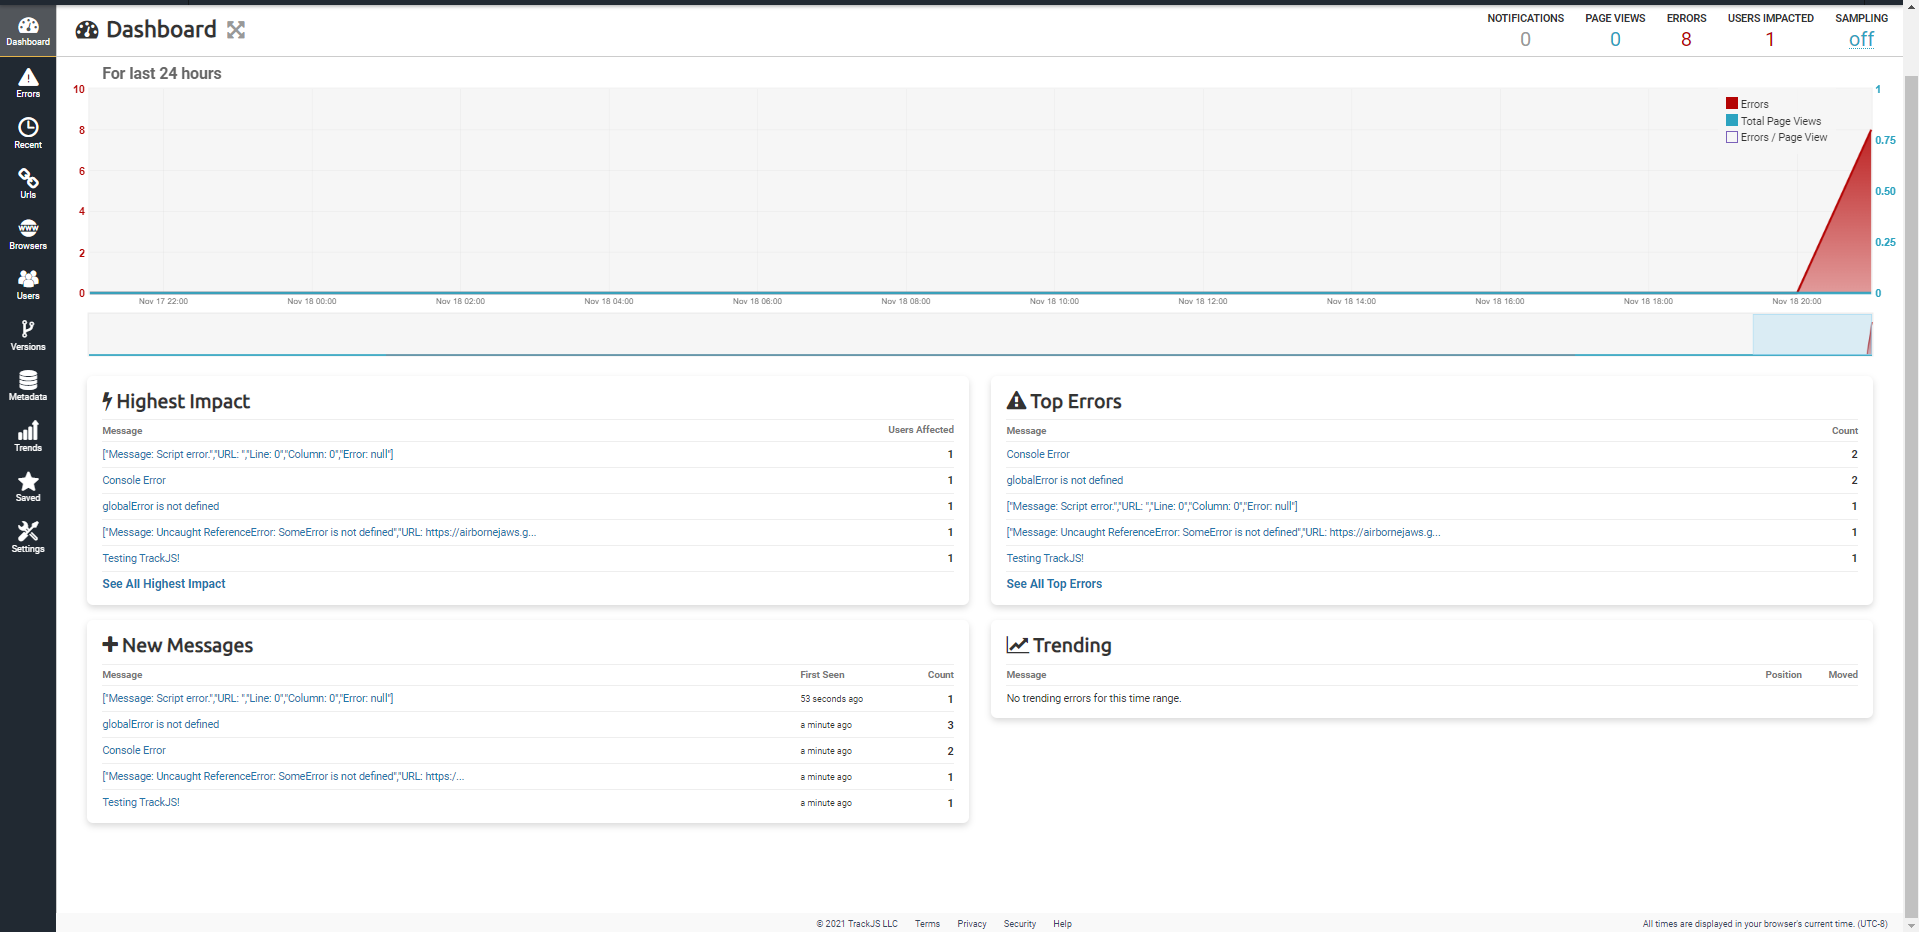 Dashboard
NOTIFICATIONS PAGE VIEWS ERRORS USERS IMPACTED SAMPLING
0 0 8 1 off
Dashboard
Errors
Recent
Urls
www
Browsers
Users
Versions
Metadata
Trends
Saved
Settings
For last 24 hours
10
8
6
4
2
0
Errors
Total Page Views
Errors / Page View
1
0.75
0.50
0.25
0
Nov 17 22:00 Nov 18 00:00 Nov 18 02:00 Nov 18 04:00 Nov 18 06:00 Nov 18 08:00 Nov 18 10:00 Nov 18 12:00 Nov 18 14:00 Nov 18 16:00 Nov 18 18:00 Nov 18 20:00
Highest Impact
Message Users Affected
["Message: Script error.","URL: ","Line: 0","Column: 0","Error: null"] 1
Console Error 1
globalError is not defined 1
["Message: Uncaught ReferenceError: SomeError is not defined","URL: https://airbornejaws.g... 1
Testing TrackJS! 1
See All Highest Impact
Top Errors
Message Count
Console Error 2
globalError is not defined 2
["Message: Script error.","URL: ","Line: 0","Column: 0","Error: null"] 1
["Message: Uncaught ReferenceError: SomeError is not defined","URL: https://airbornejaws.g... 1
Testing TrackJS! 1
See All Top Errors
New Messages
Message First Seen Count
["Message: Script error.","URL: ","Line: 0","Column: 0","Error: null"] 53 seconds ago 1
globalError is not defined a minute ago 3
Console Error a minute ago 2
["Message: Uncaught ReferenceError: SomeError is not defined","URL: https:/... a minute ago 1
Testing TrackJS! a minute ago 1
Trending
Message Position Moved
No trending errors for this time range.
© 2021 TrackJS LLC Terms Privacy Security Help
All times are displayed in your browser's current time. (UTC-8)